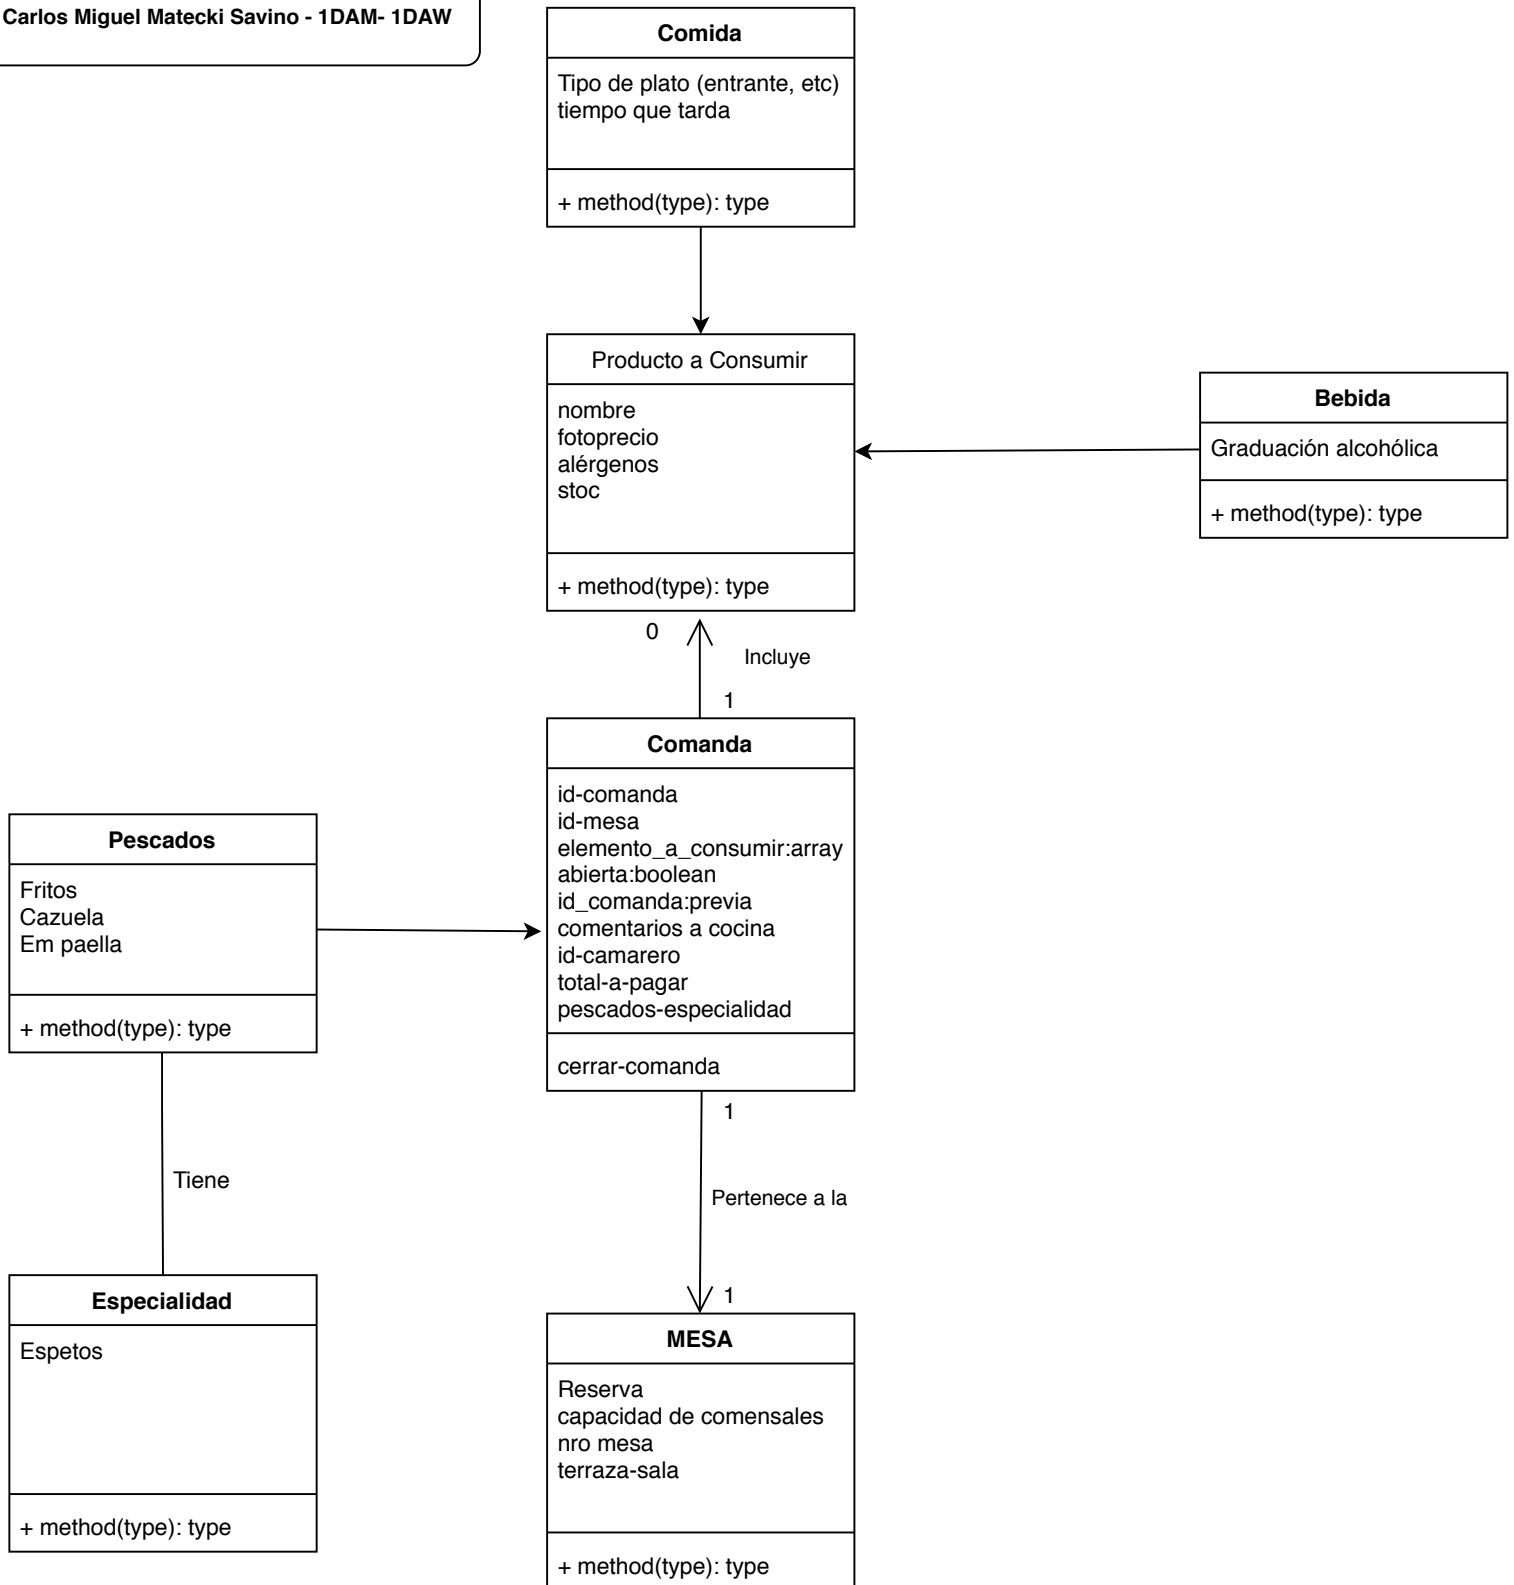 Carlos Miguel Matecki Savino - 1DAM- 1DAW
Comida
Tipo de plato (entrante, etc)
tiempo que tarda
+ method(type): type
Producto a Consumir
nombre
fotoprecio
alérgenos
stoc
+ method(type): type
Bebida
Graduación alcohólica
+ method(type): type
0
Incluye
1
Comanda
id-comanda
id-mesa
elemento_a_consumir:array
abierta:boolean
id_comanda:previa
comentarios a cocina
id-camarero
total-a-pagar
pescados-especialidad
cerrar-comanda
Pescados
Fritos
Cazuela
Em paella
+ method(type): type
Tiene
Especialidad
Espetos
+ method(type): type
1
Pertenece a la
1
MESA
Reserva
capacidad de comensales
nro mesa
terraza-sala
+ method(type): type